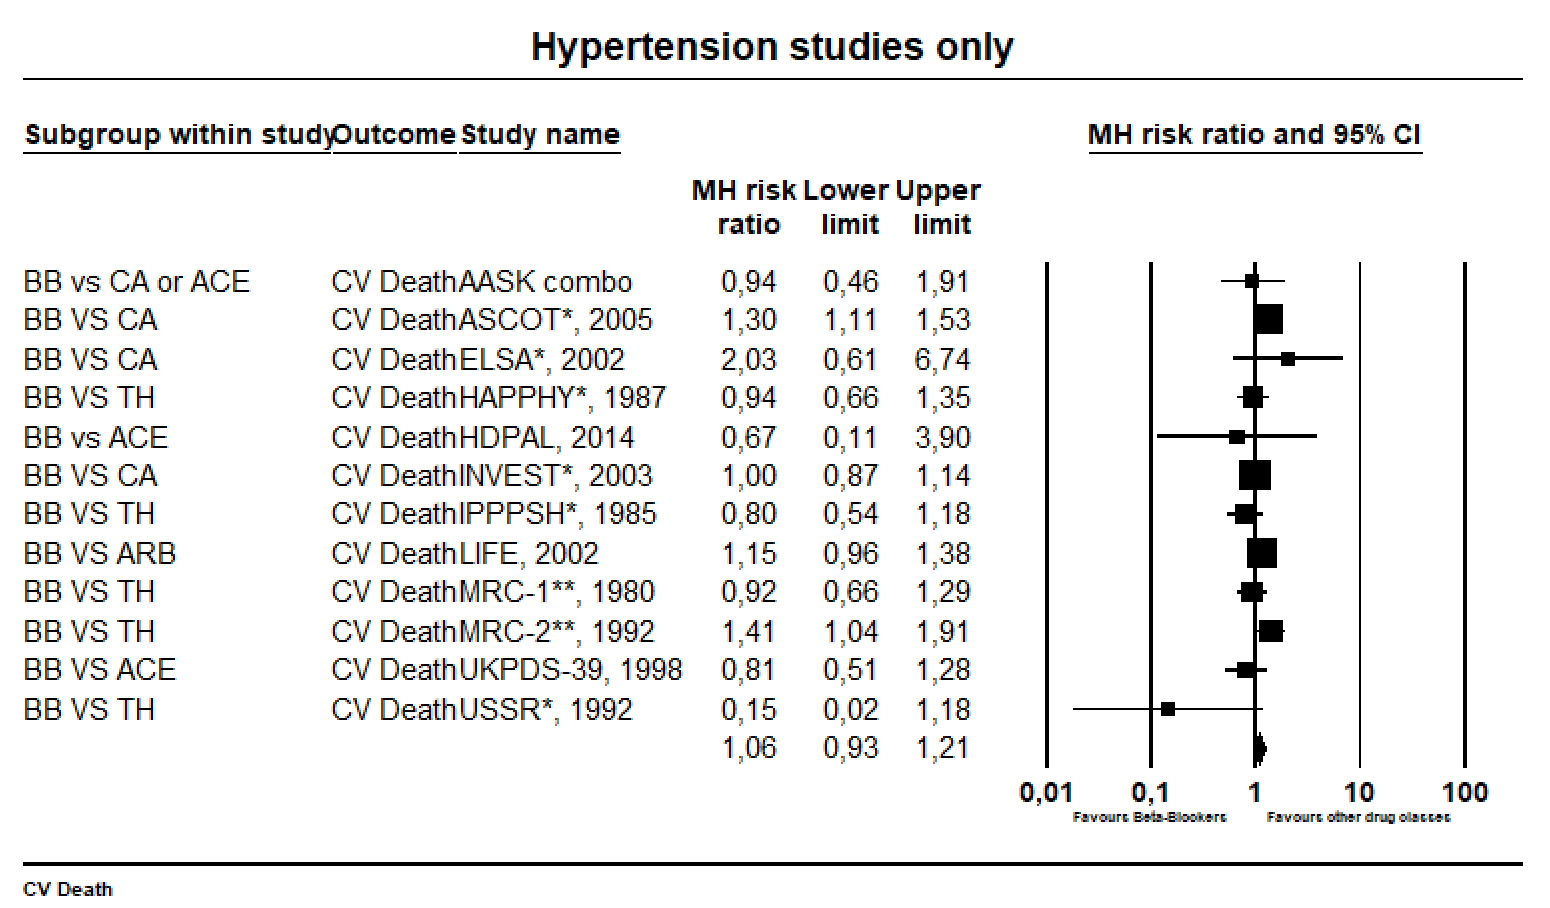 Hypertension studies only
Subgroup within study Outcome Study name MH risk ratio and 95% CI
MH risk Lower Upper
ratio limit limit
BB vs CA or ACE CV Death AASK combo 0,94 0,46 1,91
BB VS CA CV Death ASCOT*, 2005 1,30 1,11 1,53
BB VS CA CV Death ELSA*, 2002 2,03 0,61 6,74
BB VS TH CV Death HAPPHY*, 1987 0,94 0,66 1,35
BB vs ACE CV Death HDPAL, 2014 0,67 0,11 3,90
BB VS CA CV Death INVEST*, 2003 1,00 0,87 1,14
BB VS TH CV Death IPPPSH*, 1985 0,80 0,54 1,18
BB VS ARB CV Death LIFE, 2002 1,15 0,96 1,38
BB VS TH CV Death MRC-1**, 1980 0,92 0,66 1,29
BB VS TH CV Death MRC-2**, 1992 1,41 1,04 1,91
BB VS ACE CV Death UKPDS-39, 1998 0,81 0,51 1,28
BB VS TH CV Death USSR*, 1992 0,15 0,02 1,18
1,06 0,93 1,21
0,01 0,1 1 10 100
Favours Beta-Blockers Favours other drug classes
CV Death